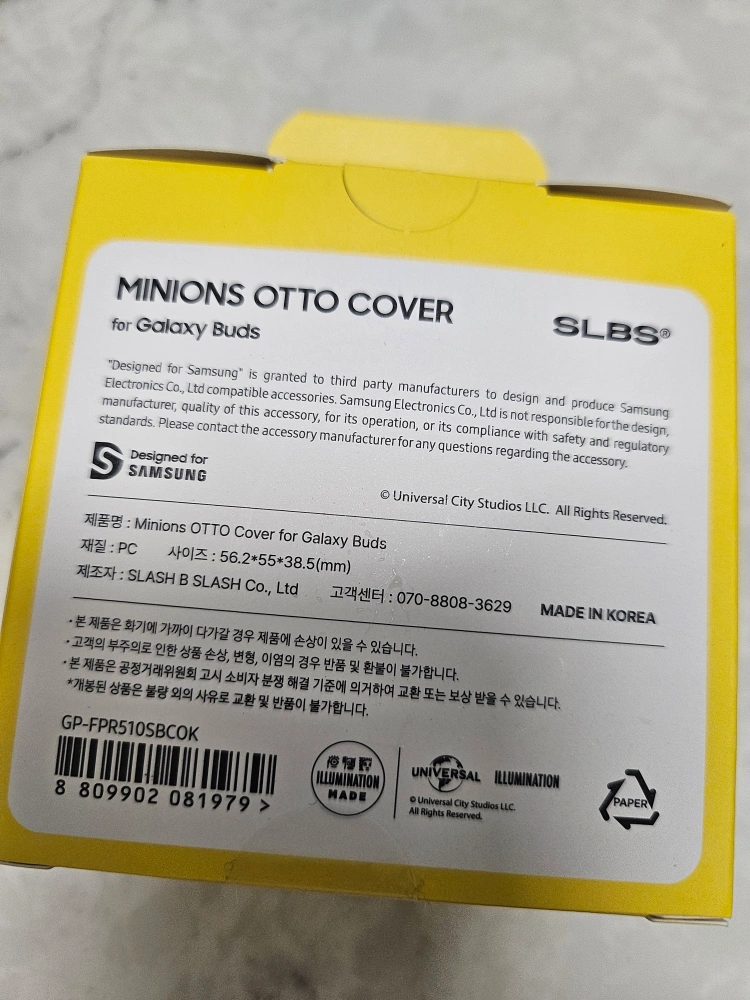 MINIONS OTTO COVER
for Galaxy Buds
SLBS®
"Designed for Samsung" is granted to third party manufacturers to design and produce Samsung
Electronics Co., Ltd compatible accessories. Samsung Electronics Co., Ltd is not responsible for the design,
manufacturer, quality of this accessory, for its operation, or its compliance with safety and regulatory
standards. Please contact the accessory manufacturer for any questions regarding the accessory.
Designed for
SAMSUNG
© Universal City Studios LLC. All Rights Reserved.
제품명 : Minions OTTO Cover for Galaxy Buds
재질 : PC 사이즈 : 56.2*55*38.5(mm)
제조자 : SLASH B SLASH Co., Ltd 고객센터 : 070-8808-3629 MADE IN KOREA
· 본 제품은 화기에 가까이 다가갈 경우 제품에 손상이 있을 수 있습니다.
· 고객의 부주의로 인한 상품 손상, 변형, 이염의 경우 반품 및 환불이 불가합니다.
· 본 제품은 공정거래위원회 고시 소비자 분쟁 해결 기준에 의거하여 교환 또는 보상 받을 수 있습니다.
*개봉된 상품은 불량 외의 사유로 교환 및 반품이 불가합니다.
GP-FPR510SBCOK
8 809902 081979 >
ILLUMINATION
MADE
UNIVERSAL ILLUMINATION
© Universal City Studios LLC.
All Rights Reserved.
PAPER